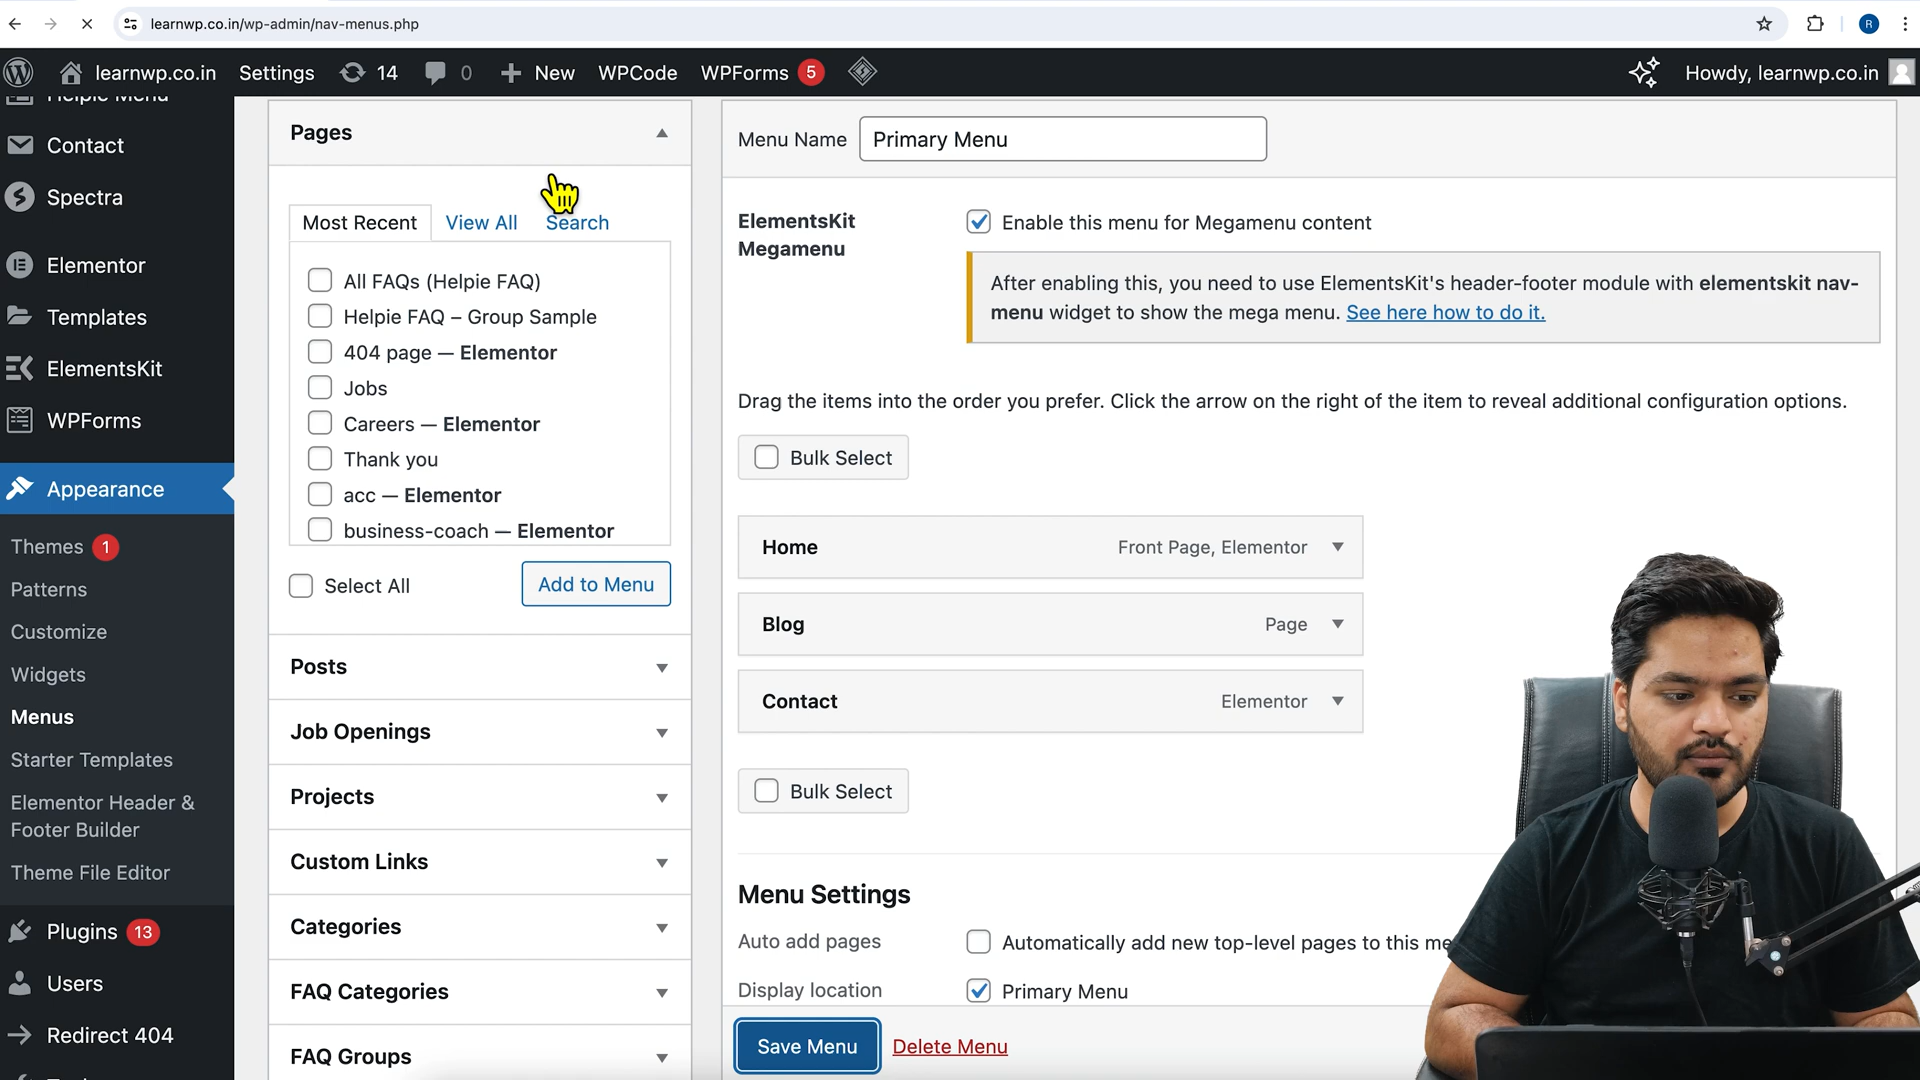 learnwp.co.in/wp-admin/nav-menus.php
R
learnwp.co.in
Settings
14
0
New
WPCode
WPForms 5
Howdy, learnwp.co.in
Helpie Menu
Contact
Spectra
Elementor
Templates
ElementsKit
WPForms
Appearance
Themes 1
Patterns
Customize
Widgets
Menus
Starter Templates
Elementor Header &
Footer Builder
Theme File Editor
Plugins 13
Users
Redirect 404
Pages
Most Recent
View All
Search
All FAQs (Helpie FAQ)
Helpie FAQ – Group Sample
404 page — Elementor
Jobs
Careers — Elementor
Thank you
acc — Elementor
business-coach — Elementor
Select All
Add to Menu
Posts
Job Openings
Projects
Custom Links
Categories
FAQ Categories
FAQ Groups
Menu Name
Primary Menu
ElementsKit
Megamenu
Enable this menu for Megamenu content
After enabling this, you need to use ElementsKit's header-footer module with elementskit nav-
menu widget to show the mega menu. See here how to do it.
Drag the items into the order you prefer. Click the arrow on the right of the item to reveal additional configuration options.
Bulk Select
Home
Front Page, Elementor
Blog
Page
Contact
Elementor
Bulk Select
Menu Settings
Auto add pages
Automatically add new top-level pages to this me
Display location
Primary Menu
Save Menu
Delete Menu